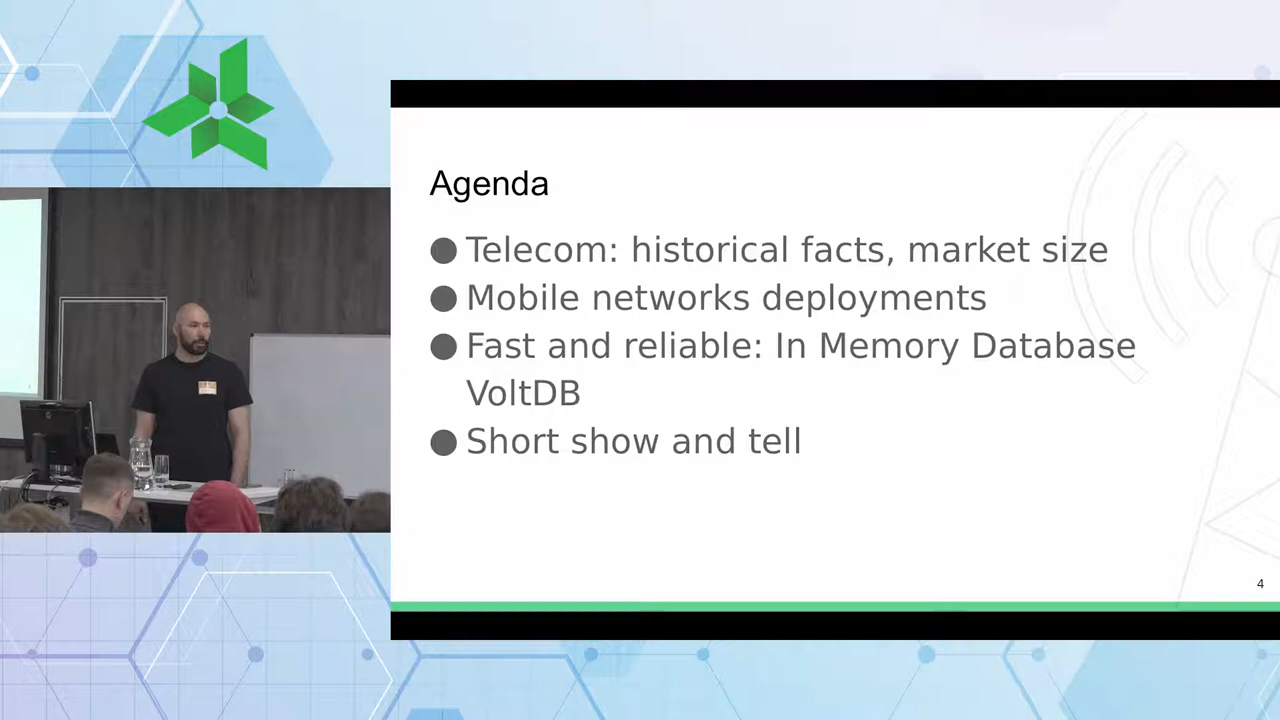 Agenda
● Telecom: historical facts, market size
● Mobile networks deployments
● Fast and reliable: In Memory Database
VoltDB
● Short show and tell
4